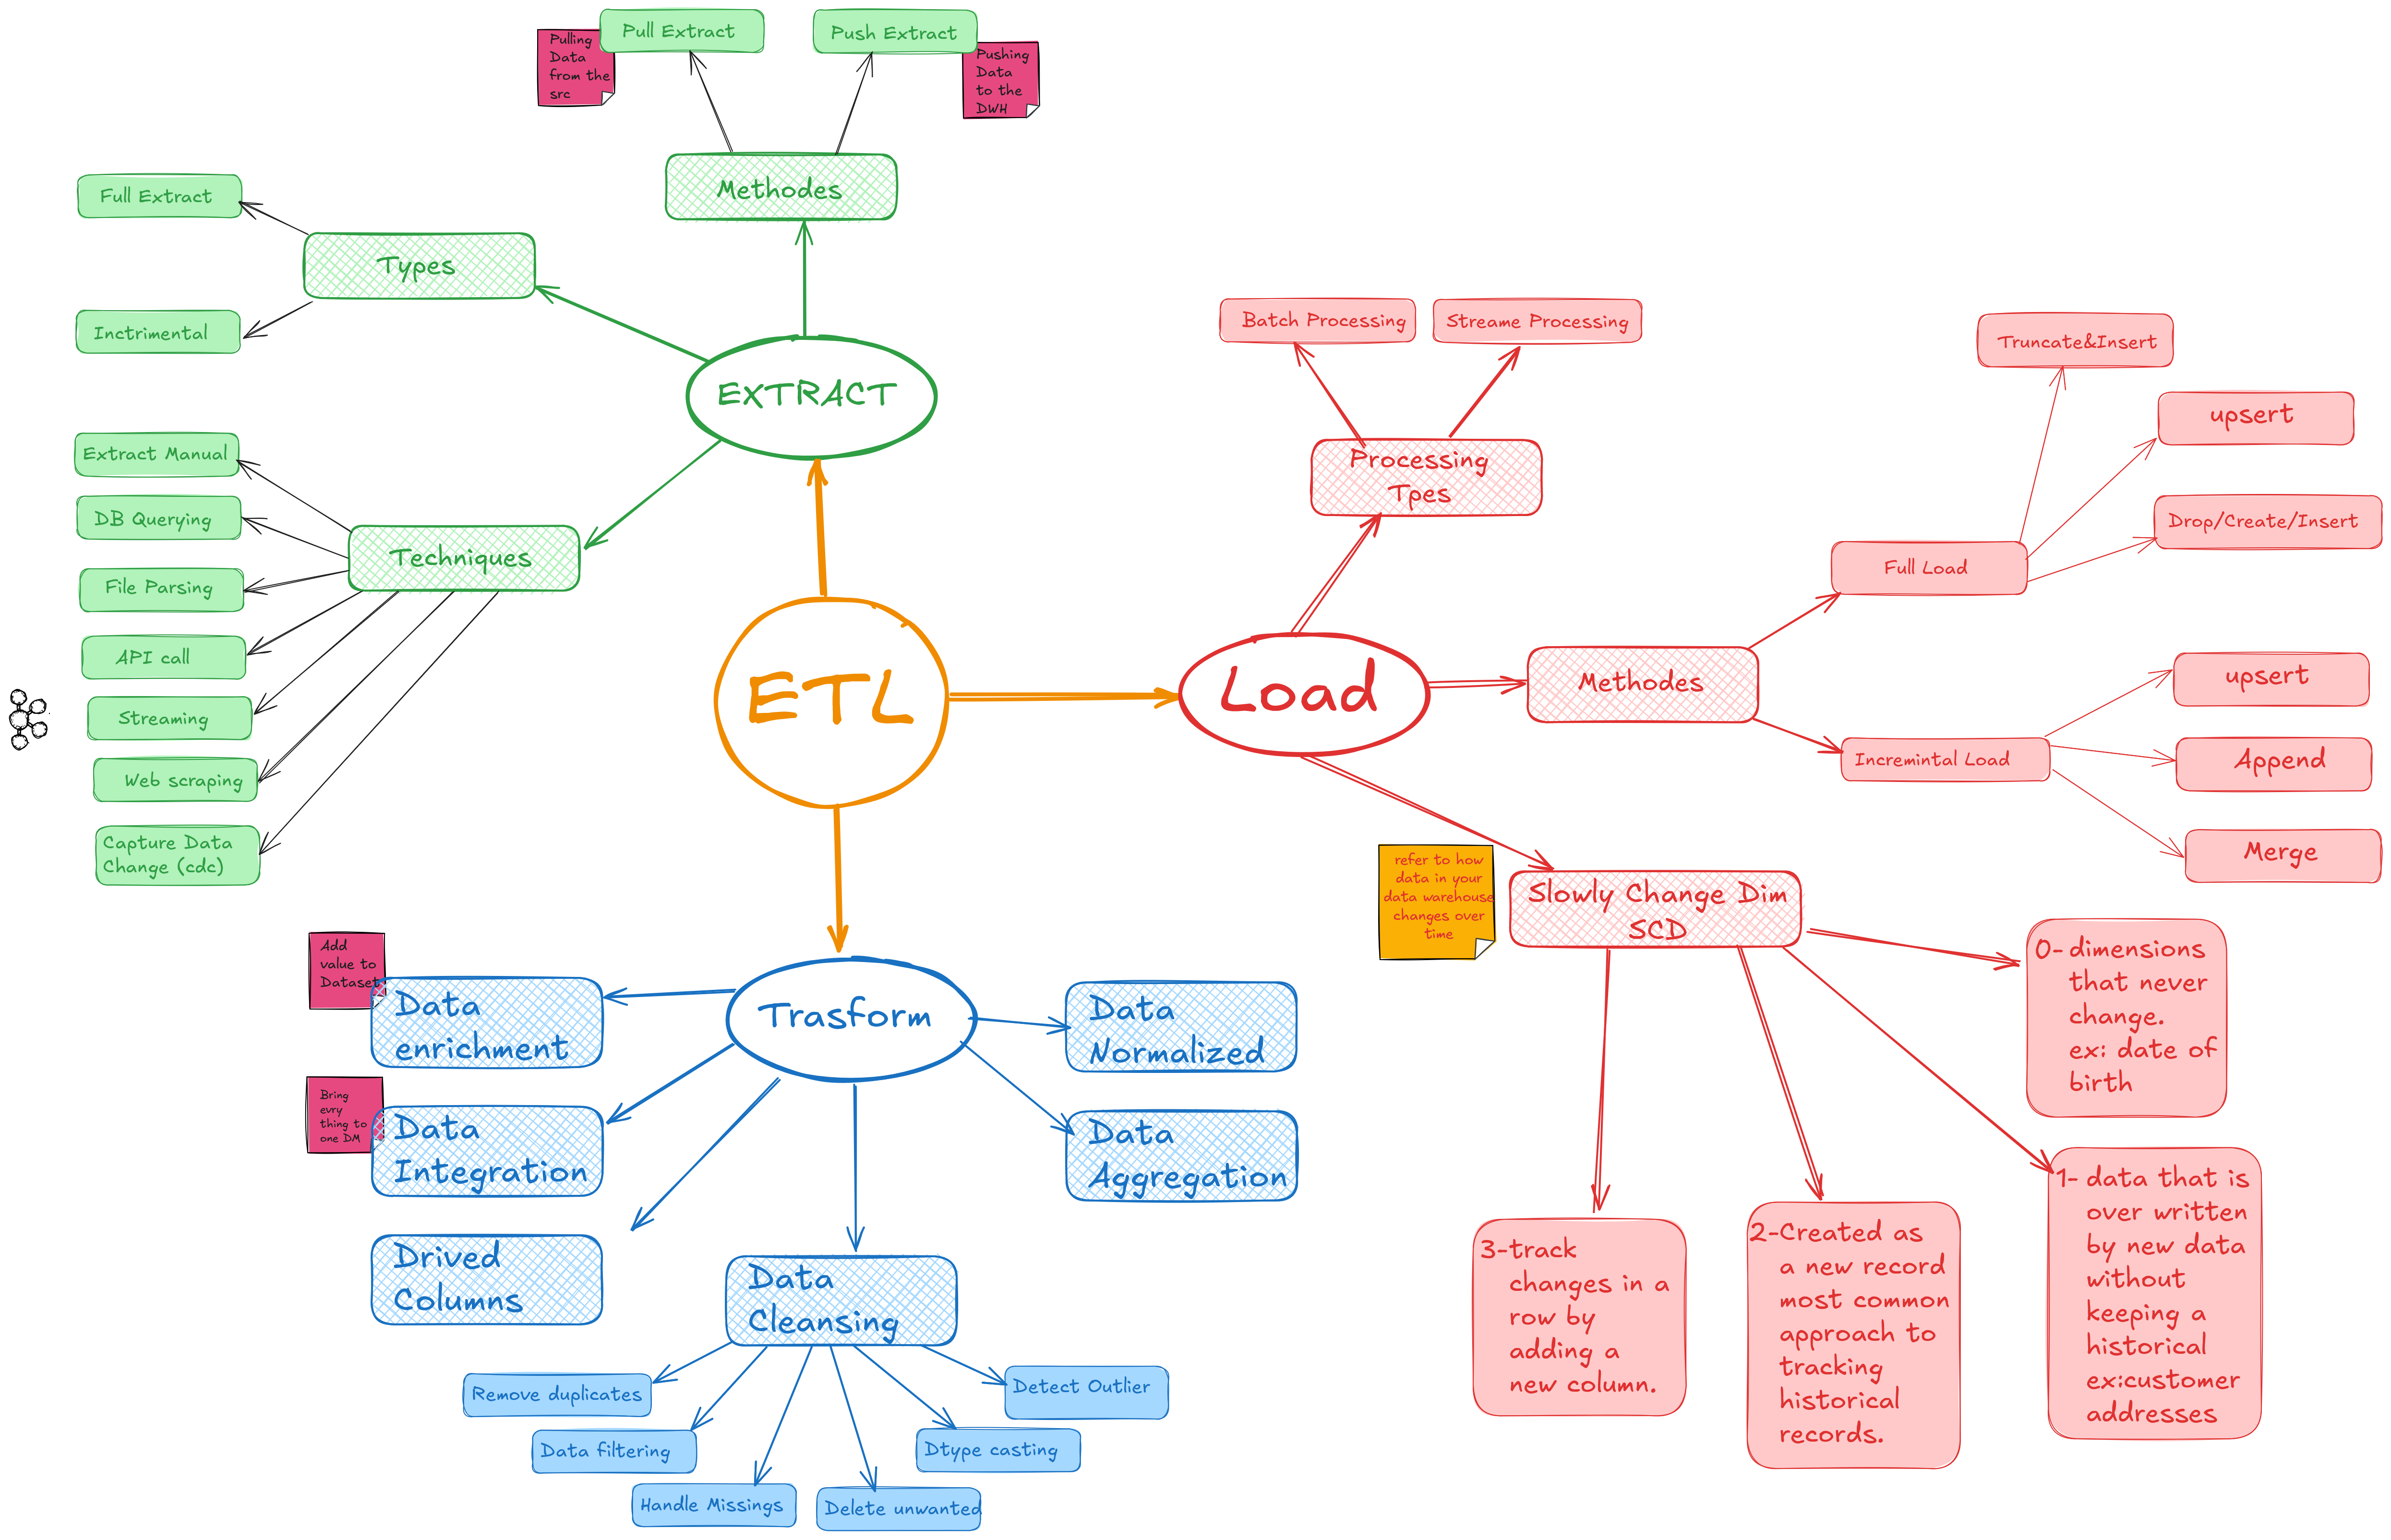 Pull Extract
Push Extract
Pulling
Data
from the
src
Pushing
Data
to the
DWH
Methodes
Full Extract
Types
Inctrimental
EXTRACT
Extract Manual
DB Querying
Techniques
File Parsing
API call
Streaming
Web scraping
Capture Data
Change (cdc)
ETL
Batch Processing
Streame Processing
Processing
Tpes
Load
Methodes
Truncate&Insert
upsert
Drop/Create/Insert
Full Load
upsert
Incremintal Load
Append
Merge
refer to how
data in your
data warehouse
changes over
time
Slowly Change Dim
SCD
0- dimensions
that never
change.
ex: date of
birth
1- data that is
over written
by new data
without
keeping a
historical
ex:customer
addresses
2-Created as
a new record
most common
approach to
tracking
historical
records.
3-track
changes in a
row by
adding a
new column.
Add
value to
Dataset
Data
enrichment
Trasform
Data
Normalized
Bring
evry
thing to
one DM
Data
Integration
Data
Aggregation
Drived
Columns
Data
Cleansing
Remove duplicates
Detect Outlier
Data filtering
Dtype casting
Handle Missings
Delete unwanted